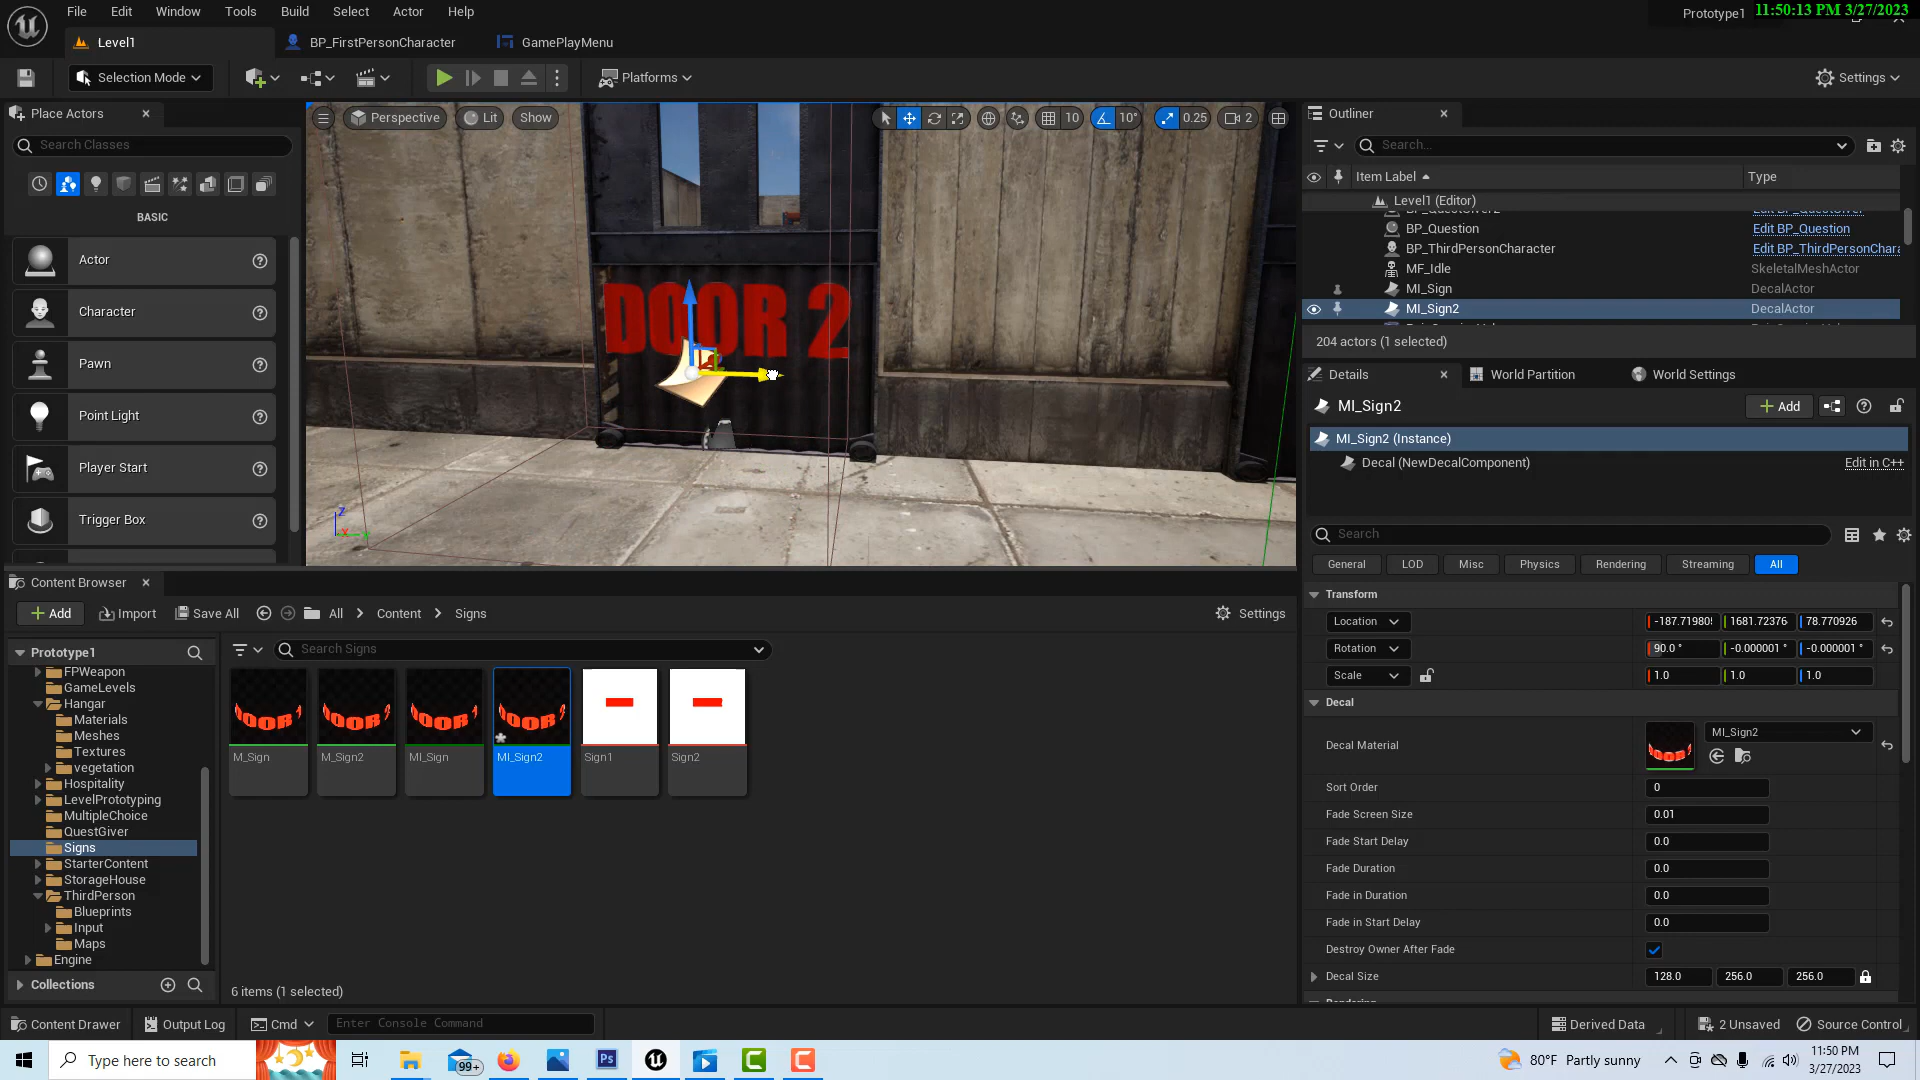 File Edit Window Tools Build Select Actor Help
Prototype1 11:50:13 PM 3/27/2023
Level1 BP_FirstPersonCharacter GamePlayMenu
Selection Mode Platforms Settings
Place Actors
Search Classes
BASIC
Actor
Character
Pawn
Point Light
Player Start
Trigger Box
Perspective Lit Show 10 10° 0.25 2
DOOR 2
Outliner
Search...
Item Label Type
Level1 (Editor)
BP_Question Edit BP_Question
BP_ThirdPersonCharacter Edit BP_ThirdPersonChara
MF_Idle SkeletalMeshActor
MI_Sign DecalActor
MI_Sign2 DecalActor
204 actors (1 selected)
Details World Partition World Settings
MI_Sign2 Add
MI_Sign2 (Instance)
Decal (NewDecalComponent) Edit in C++
Search
General LOD Misc Physics Rendering Streaming All
Transform
Location -187.71980 1681.72376 78.770926
Rotation 90.0 ° -0.000001 ° -0.000001 °
Scale 1.0 1.0 1.0
Decal
Decal Material MI_Sign2
Sort Order 0
Fade Screen Size 0.01
Fade Start Delay 0.0
Fade Duration 0.0
Fade in Duration 0.0
Fade in Start Delay 0.0
Destroy Owner After Fade
Decal Size 128.0 256.0 256.0
Content Browser
Add Import Save All All Content Signs Settings
Prototype1
FPWeapon
GameLevels
Hangar
Materials
Meshes
Textures
vegetation
Hospitality
LevelPrototyping
MultipleChoice
QuestGiver
Signs
StarterContent
StorageHouse
ThirdPerson
Blueprints
Input
Maps
Engine
Collections
Search Signs
M_Sign M_Sign2 MI_Sign MI_Sign2 Sign1 Sign2
6 items (1 selected)
Content Drawer Output Log Cmd Enter Console Command Derived Data 2 Unsaved Source Control
Type here to search 99+ Ps 80°F Partly sunny 11:50 PM
3/27/2023